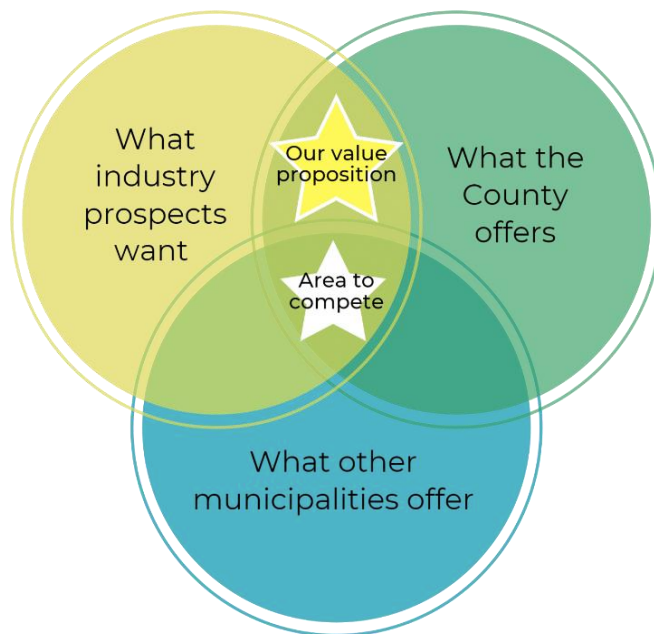 What
industry
prospects
want
Our value
proposition
What the
County
offers
Area to
compete
What other
municipalities offer